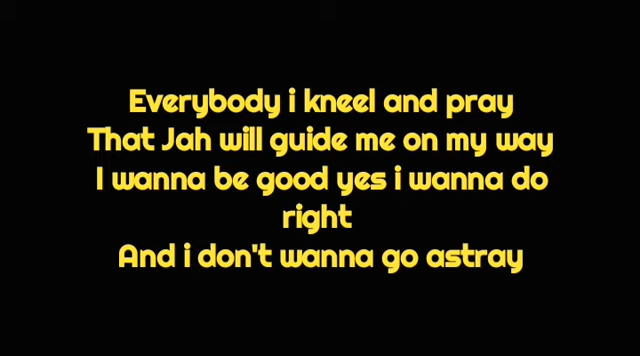 Everybody i kneel and pray
That Jah will guide me on my way
I wanna be good yes i wanna do
right
And i don't wanna go astray